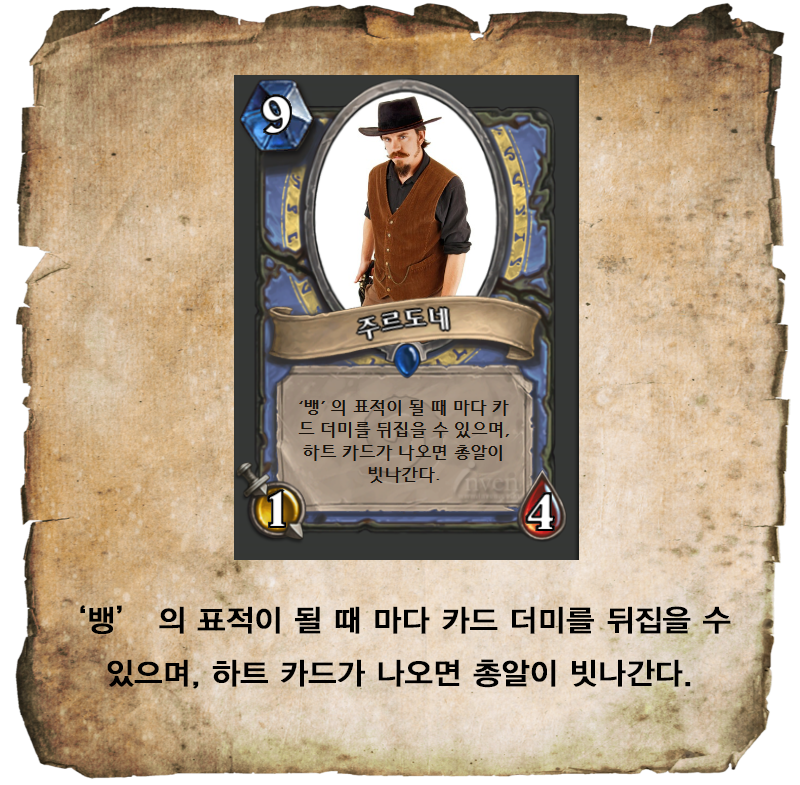 9
주르도네
‘뱅’ 의 표적이 될 때 마다 카
드 더미를 뒤집을 수 있으며,
하트 카드가 나오면 총알이
빗나간다.
inven
1
4
‘뱅’ 의 표적이 될 때 마다 카드 더미를 뒤집을 수
있으며, 하트 카드가 나오면 총알이 빗나간다.